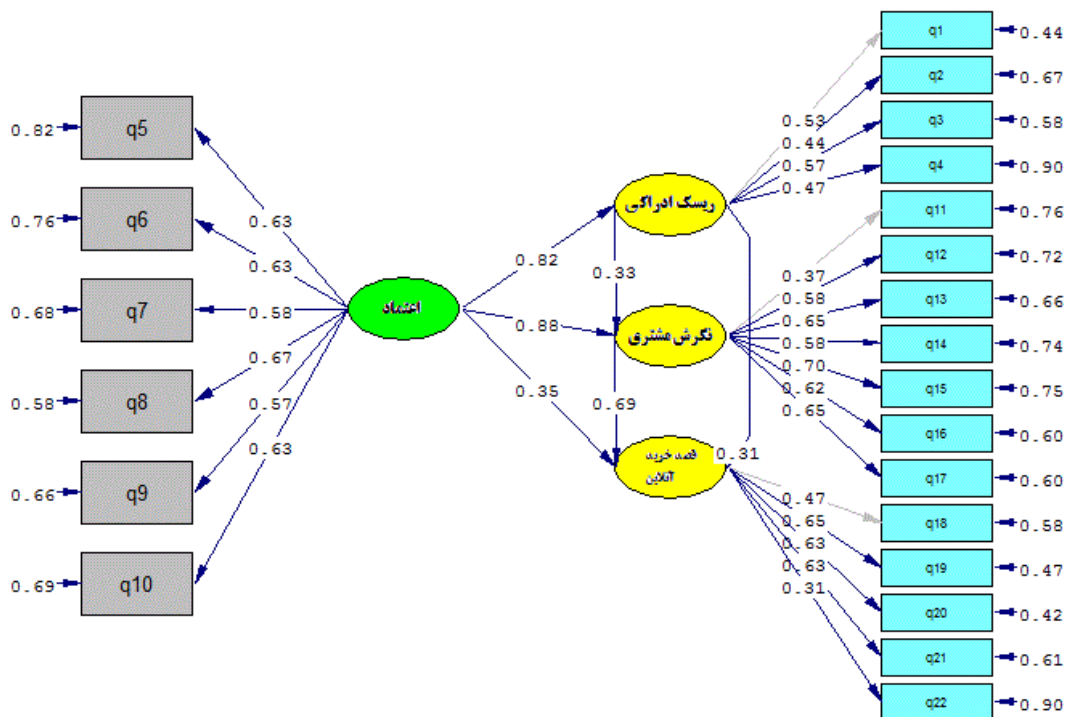 0.82
q5
0.76
q6
0.68
q7
0.58
q8
0.66
q9
0.69
q10
0.63
0.63
0.58
0.67
0.57
0.63
اعتماد
0.82
0.88
0.35
ریسک ادراکی
0.33
نگرش مشتری
0.69
قصد خرید
آنلاین
0.31
0.53
0.44
0.57
0.47
0.37
0.58
0.65
0.58
0.70
0.62
0.65
0.47
0.65
0.63
0.63
0.31
q1
0.44
q2
0.67
q3
0.58
q4
0.90
q11
0.76
q12
0.72
q13
0.66
q14
0.74
q15
0.75
q16
0.60
q17
0.60
q18
0.58
q19
0.47
q20
0.42
q21
0.61
q22
0.90